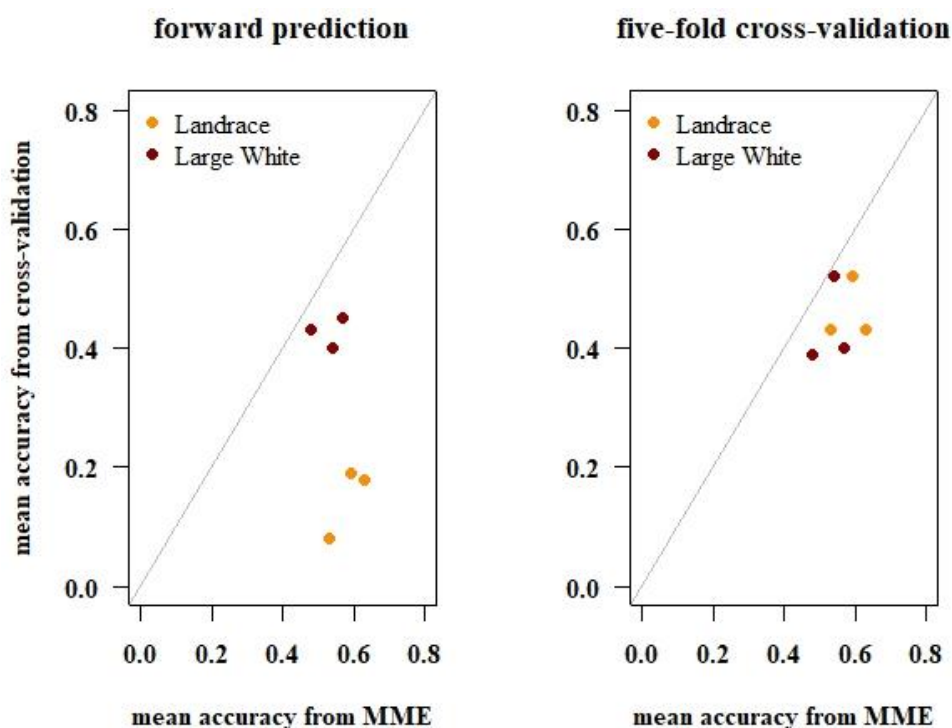 forward prediction
five-fold cross-validation
mean accuracy from cross-validation
0.8
0.6
0.4
0.2
0.0
Landrace
Large White
0.0 0.2 0.4 0.6 0.8
mean accuracy from MME
0.8
0.6
0.4
0.2
0.0
Landrace
Large White
0.0 0.2 0.4 0.6 0.8
mean accuracy from MME